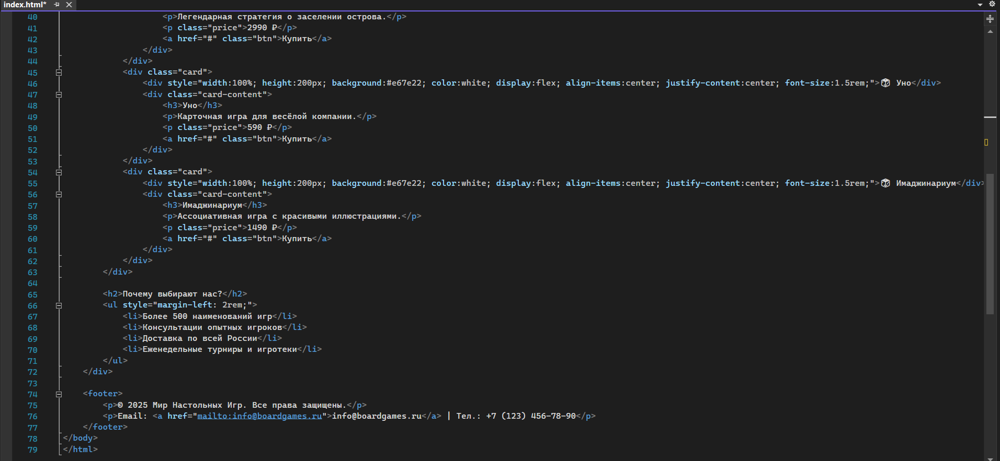 index.html*
40 <p>Легендарная стратегия о заселении острова.</p>
41 <p class="price">2990 ₽</p>
42 <a href="#" class="btn">Купить</a>
43 </div>
44 </div>
45 <div class="card">
46 <div style="width:100%; height:200px; background:#e67e22; color:white; display:flex; align-items:center; justify-content:center; font-size:1.5rem;">🎲 Уно</div>
47 <div class="card-content">
48 <h3>Уно</h3>
49 <p>Карточная игра для весёлой компании.</p>
50 <p class="price">590 ₽</p>
51 <a href="#" class="btn">Купить</a>
52 </div>
53 </div>
54 <div class="card">
55 <div style="width:100%; height:200px; background:#e67e22; color:white; display:flex; align-items:center; justify-content:center; font-size:1.5rem;">🎲 Имаджинариум</div>
56 <div class="card-content">
57 <h3>Имаджинариум</h3>
58 <p>Ассоциативная игра с красивыми иллюстрациями.</p>
59 <p class="price">1490 ₽</p>
60 <a href="#" class="btn">Купить</a>
61 </div>
62 </div>
63 </div>
64
65 <h2>Почему выбирают нас?</h2>
66 <ul style="margin-left: 2rem;">
67 <li>Более 500 наименований игр</li>
68 <li>Консультации опытных игроков</li>
69 <li>Доставка по всей России</li>
70 <li>Еженедельные турниры и игротеки</li>
71 </ul>
72 </div>
73
74 <footer>
75 <p>© 2025 Мир Настольных Игр. Все права защищены.</p>
76 <p>Email: <a href="mailto:info@boardgames.ru">info@boardgames.ru</a> | Тел.: +7 (123) 456-78-90</p>
77 </footer>
78 </body>
79 </html>